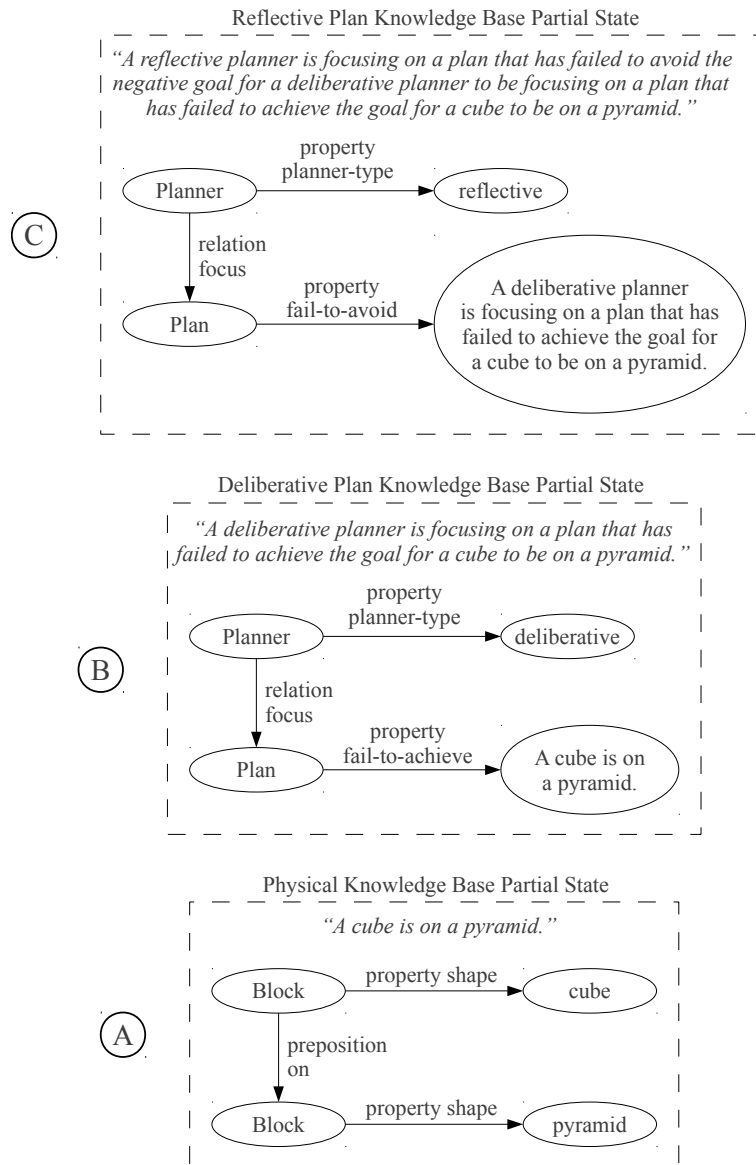 Reflective Plan Knowledge Base Partial State
“A reflective planner is focusing on a plan that has failed to avoid the
negative goal for a deliberative planner to be focusing on a plan that
has failed to achieve the goal for a cube to be on a pyramid.”
property
planner-type
Planner
reflective
C
relation
focus
property
fail-to-avoid
Plan
A deliberative planner
is focusing on a plan that has
failed to achieve the goal for
a cube to be on a pyramid.
Deliberative Plan Knowledge Base Partial State
“A deliberative planner is focusing on a plan that has
failed to achieve the goal for a cube to be on a pyramid.”
property
planner-type
Planner
deliberative
B
relation
focus
property
fail-to-achieve
Plan
A cube is on
a pyramid.
Physical Knowledge Base Partial State
“A cube is on a pyramid.”
Block
property shape
cube
A
preposition
on
Block
property shape
pyramid